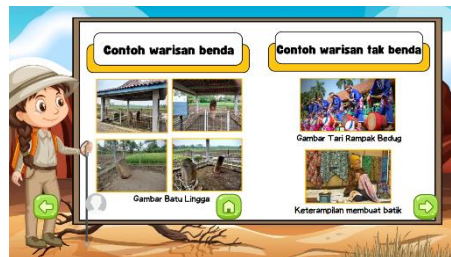 Contoh warisan benda
Contoh warisan tak benda
Gambar Tari Rampak Bedug
Gambar Batu Lingga
Keterampilan membuat batik